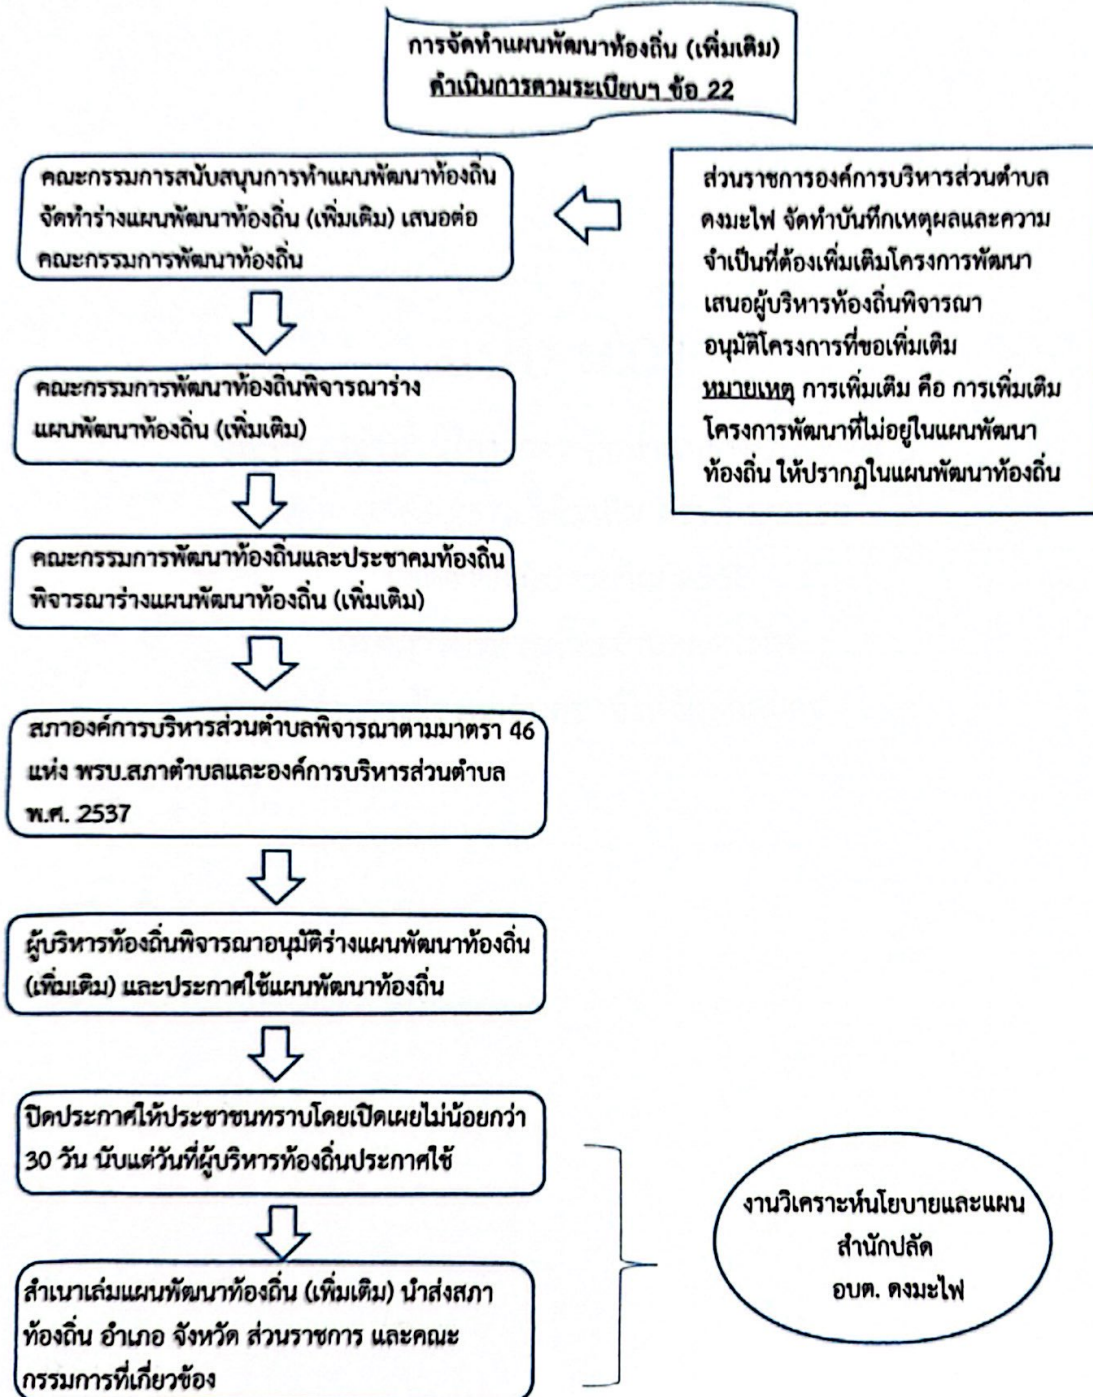 การจัดทำแผนพัฒนาท้องถิ่น (เพิ่มเติม)
ดำเนินการตามระเบียบฯ ข้อ 22
คณะกรรมการสนับสนุนการทำแผนพัฒนาท้องถิ่น
จัดทำร่างแผนพัฒนาท้องถิ่น (เพิ่มเติม) เสนอต่อ
คณะกรรมการพัฒนาท้องถิ่น
ส่วนราชการองค์การบริหารส่วนตำบล
ดงมะไฟ จัดทำบันทึกเหตุผลและความ
จำเป็นที่ต้องเพิ่มเติมโครงการพัฒนา
เสนอผู้บริหารท้องถิ่นพิจารณา
อนุมัติโครงการที่ขอเพิ่มเติม
หมายเหตุ การเพิ่มเติม คือ การเพิ่มเติม
โครงการพัฒนาที่ไม่อยู่ในแผนพัฒนา
ท้องถิ่น ให้ปรากฏในแผนพัฒนาท้องถิ่น
คณะกรรมการพัฒนาท้องถิ่นพิจารณาร่าง
แผนพัฒนาท้องถิ่น (เพิ่มเติม)
คณะกรรมการพัฒนาท้องถิ่นและประชาคมท้องถิ่น
พิจารณาร่างแผนพัฒนาท้องถิ่น (เพิ่มเติม)
สภาองค์การบริหารส่วนตำบลพิจารณาตามมาตรา 46
แห่ง พรบ.สภาตำบลและองค์การบริหารส่วนตำบล
พ.ศ. 2537
ผู้บริหารท้องถิ่นพิจารณาอนุมัติร่างแผนพัฒนาท้องถิ่น
(เพิ่มเติม) และประกาศใช้แผนพัฒนาท้องถิ่น
ปิดประกาศให้ประชาชนทราบโดยเปิดเผยไม่น้อยกว่า
30 วัน นับแต่วันที่ผู้บริหารท้องถิ่นประกาศใช้
สำเนาเล่มแผนพัฒนาท้องถิ่น (เพิ่มเติม) นำส่งสภา
ท้องถิ่น อำเภอ จังหวัด ส่วนราชการ และคณะ
กรรมการที่เกี่ยวข้อง
งานวิเคราะห์นโยบายและแผน
สำนักปลัด
อบต. ดงมะไฟ